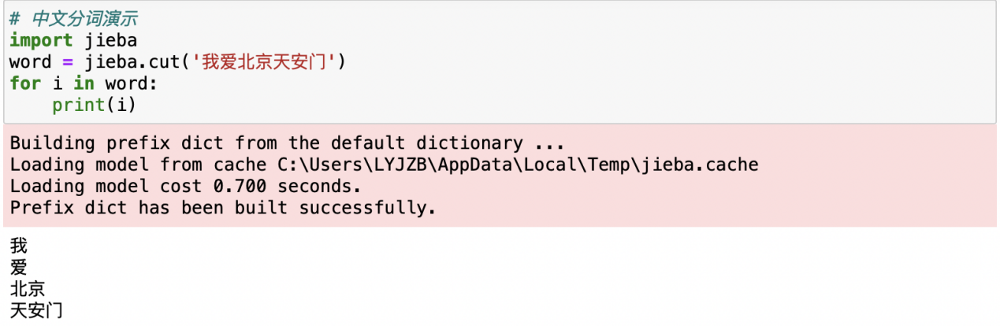 # 中文分词演示
import jieba
word = jieba.cut('我爱北京天安门')
for i in word:
    print(i)
Building prefix dict from the default dictionary ...
Loading model from cache C:\Users\LYJZB\AppData\Local\Temp\jieba.cache
Loading model cost 0.700 seconds.
Prefix dict has been built successfully.
我
爱
北京
天安门